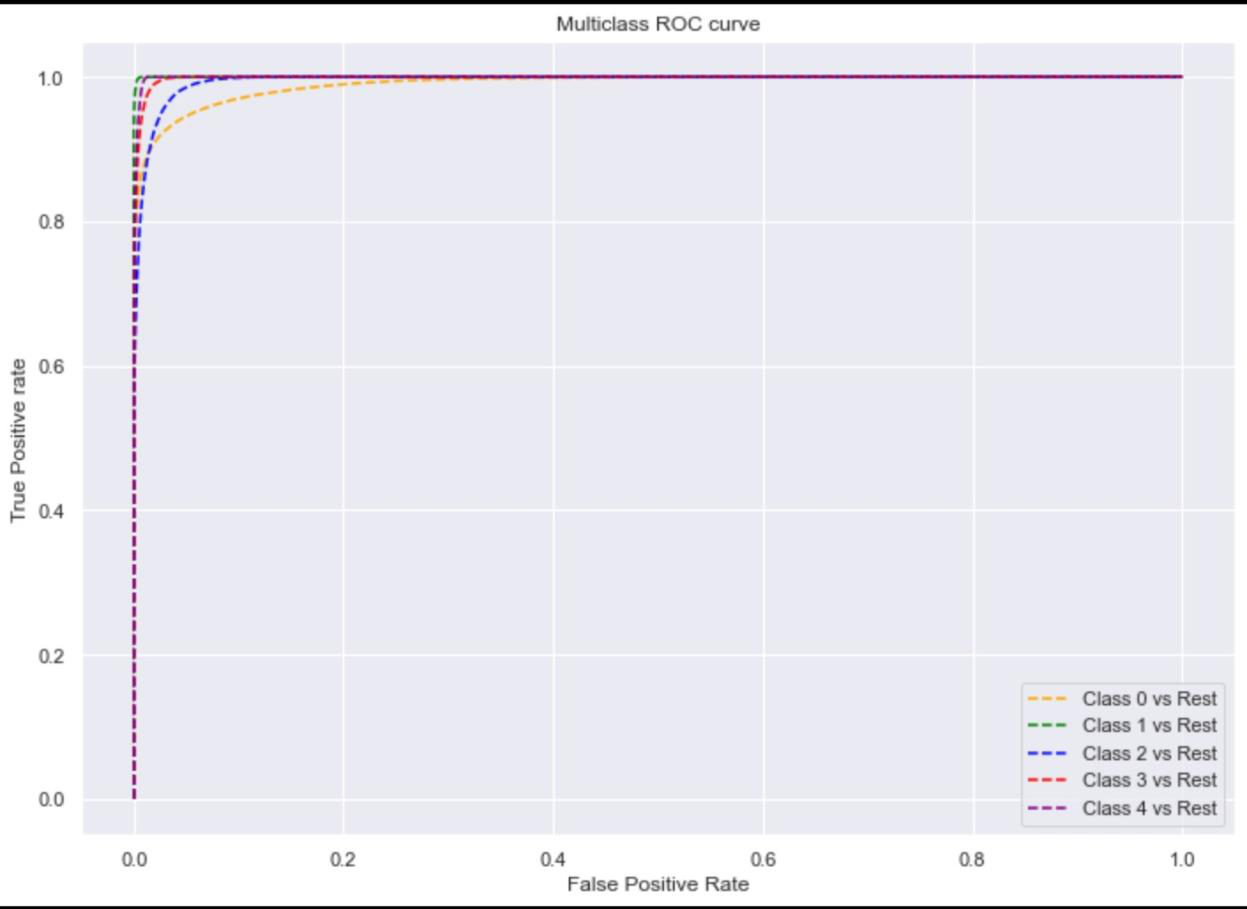 Multiclass ROC curve
True Positive rate
1.0
0.8
0.6
0.4
0.2
0.0
Class 0 vs Rest
Class 1 vs Rest
Class 2 vs Rest
Class 3 vs Rest
Class 4 vs Rest
0.0 0.2 0.4 0.6 0.8 1.0
False Positive Rate